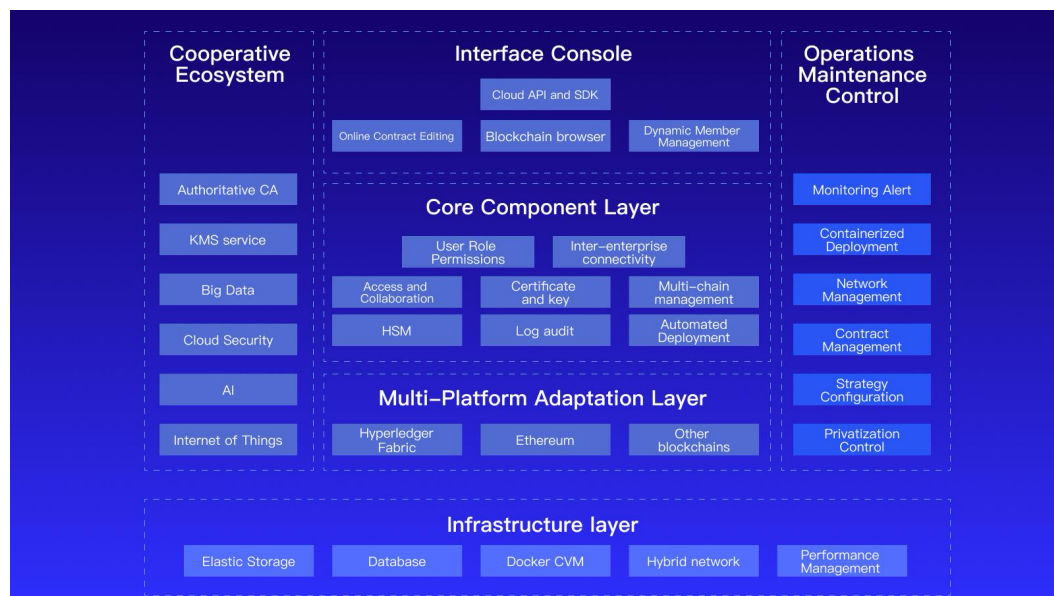 Cooperative
Ecosystem
Authoritative CA
KMS service
Big Data
Cloud Security
AI
Internet of Things
Interface Console
Cloud API and SDK
Online Contract Editing
Blockchain browser
Dynamic Member
Management
Core Component Layer
User Role
Permissions
Inter-enterprise
connectivity
Access and
Collaboration
Certificate
and key
Multi-chain
management
HSM
Log audit
Automated
Deployment
Multi-Platform Adaptation Layer
Hyperledger
Fabric
Ethereum
Other
blockchains
Operations
Maintenance
Control
Monitoring Alert
Containerized
Deployment
Network
Management
Contract
Management
Strategy
Configuration
Privatization
Control
Infrastructure layer
Elastic Storage
Database
Docker CVM
Hybrid network
Performance
Management